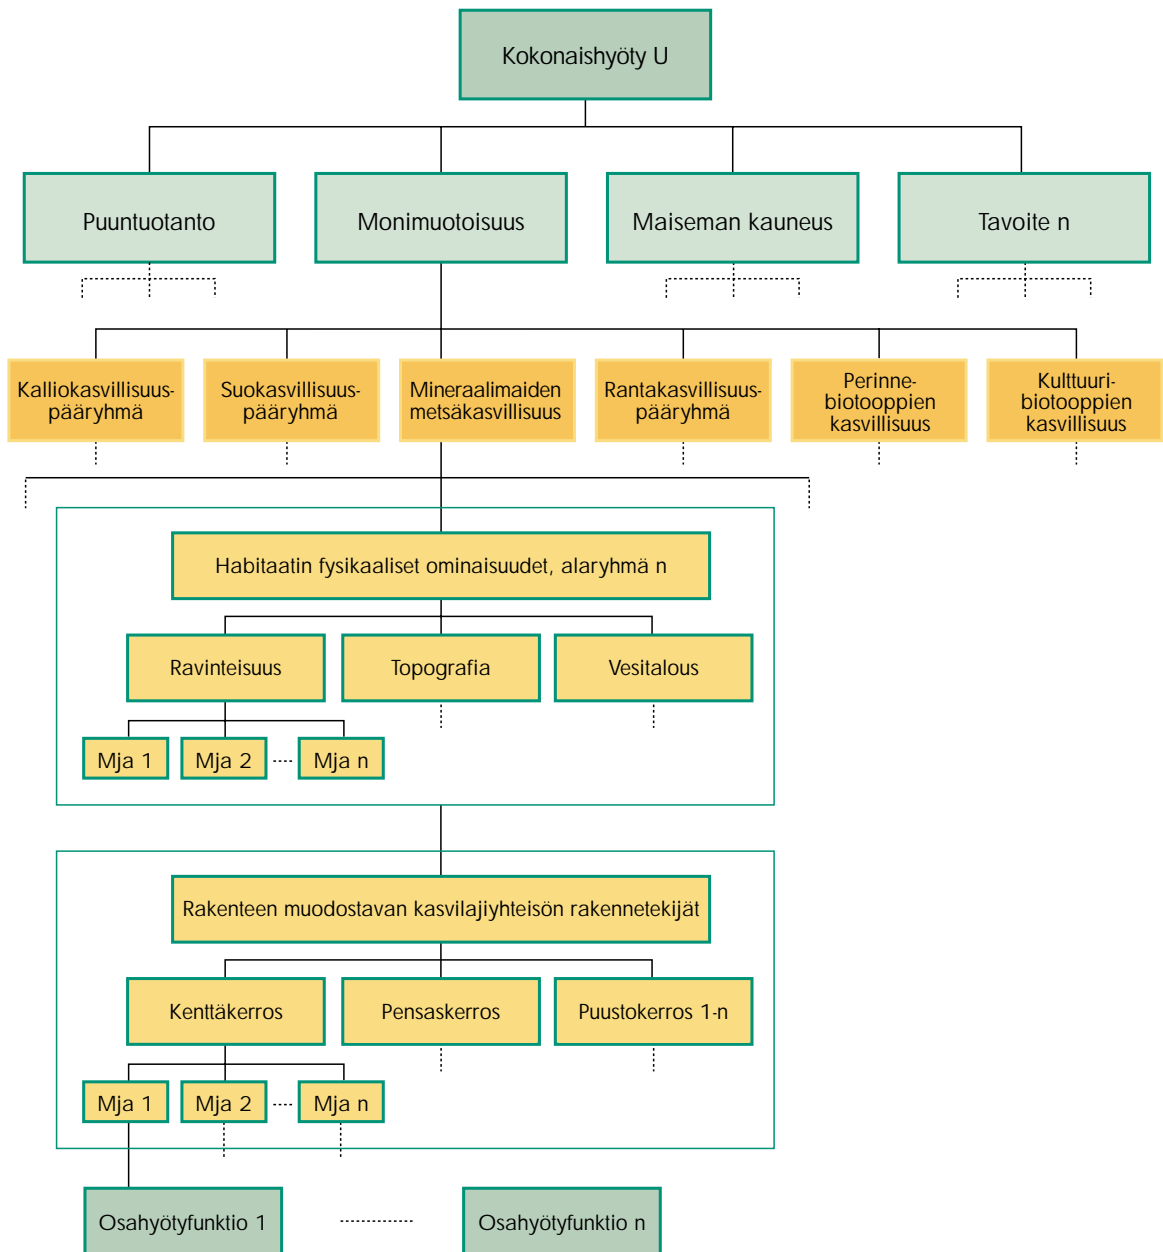 Kokonaishyöty U
Puuntuotanto
Monimuotoisuus
Maiseman kauneus
Tavoite n
Kalliokasvillisuus-
pääryhmä
Suokasvillisuus-
pääryhmä
Mineraalimaiden
metsäkasvillisuus
Rantakasvillisuus-
pääryhmä
Perinne-
biotooppien
kasvillisuus
Kulttuuri-
biotooppien
kasvillisuus
Habitaatin fysikaaliset ominaisuudet, alaryhmä n
Ravinteisuus
Topografia
Vesitalous
Mja 1
Mja 2
Mja n
Rakenteen muodostavan kasvilajiyhteisön rakennetekijät
Kenttäkerros
Pensaskerros
Puustokerros 1-n
Mja 1
Mja 2
Mja n
Osahyötyfunktio 1
Osahyötyfunktio n